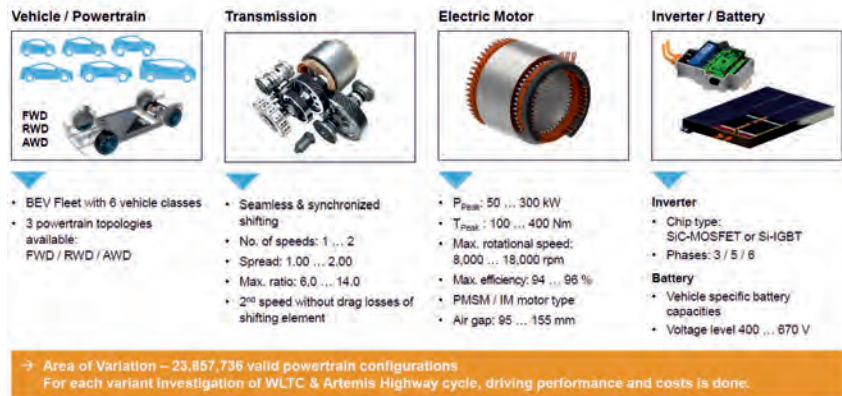 Vehicle / Powertrain
FWD
RWD
AWD
• BEV Fleet with 6 vehicle classes
• 3 powertrain topologies
available:
FWD / RWD / AWD
Transmission
• Seamless & synchronized
shifting
• No. of speeds: 1 ... 2
• Spread: 1.00 ... 2.00
• Max. ratio: 6,0 ... 14.0
• 2nd speed without drag losses of
shifting element
Electric Motor
• PPeak: 50 ... 300 kW
• TPeak: 100 ... 400 Nm
• Max. rotational speed:
8,000 ... 18,000 rpm
• Max. efficiency: 94 ... 96 %
• PMSM / IM motor type
• Air gap: 95 ... 155 mm
Inverter / Battery
Inverter
• Chip type:
SiC-MOSFET or Si-IGBT
• Phases: 3 / 5 / 6
Battery
• Vehicle specific battery
capacities
• Voltage level 400 ... 670 V
→ Area of Variation – 23,857,736 valid powertrain configurations
For each variant investigation of WLTC & Artemis Highway cycle, driving performance and costs is done.